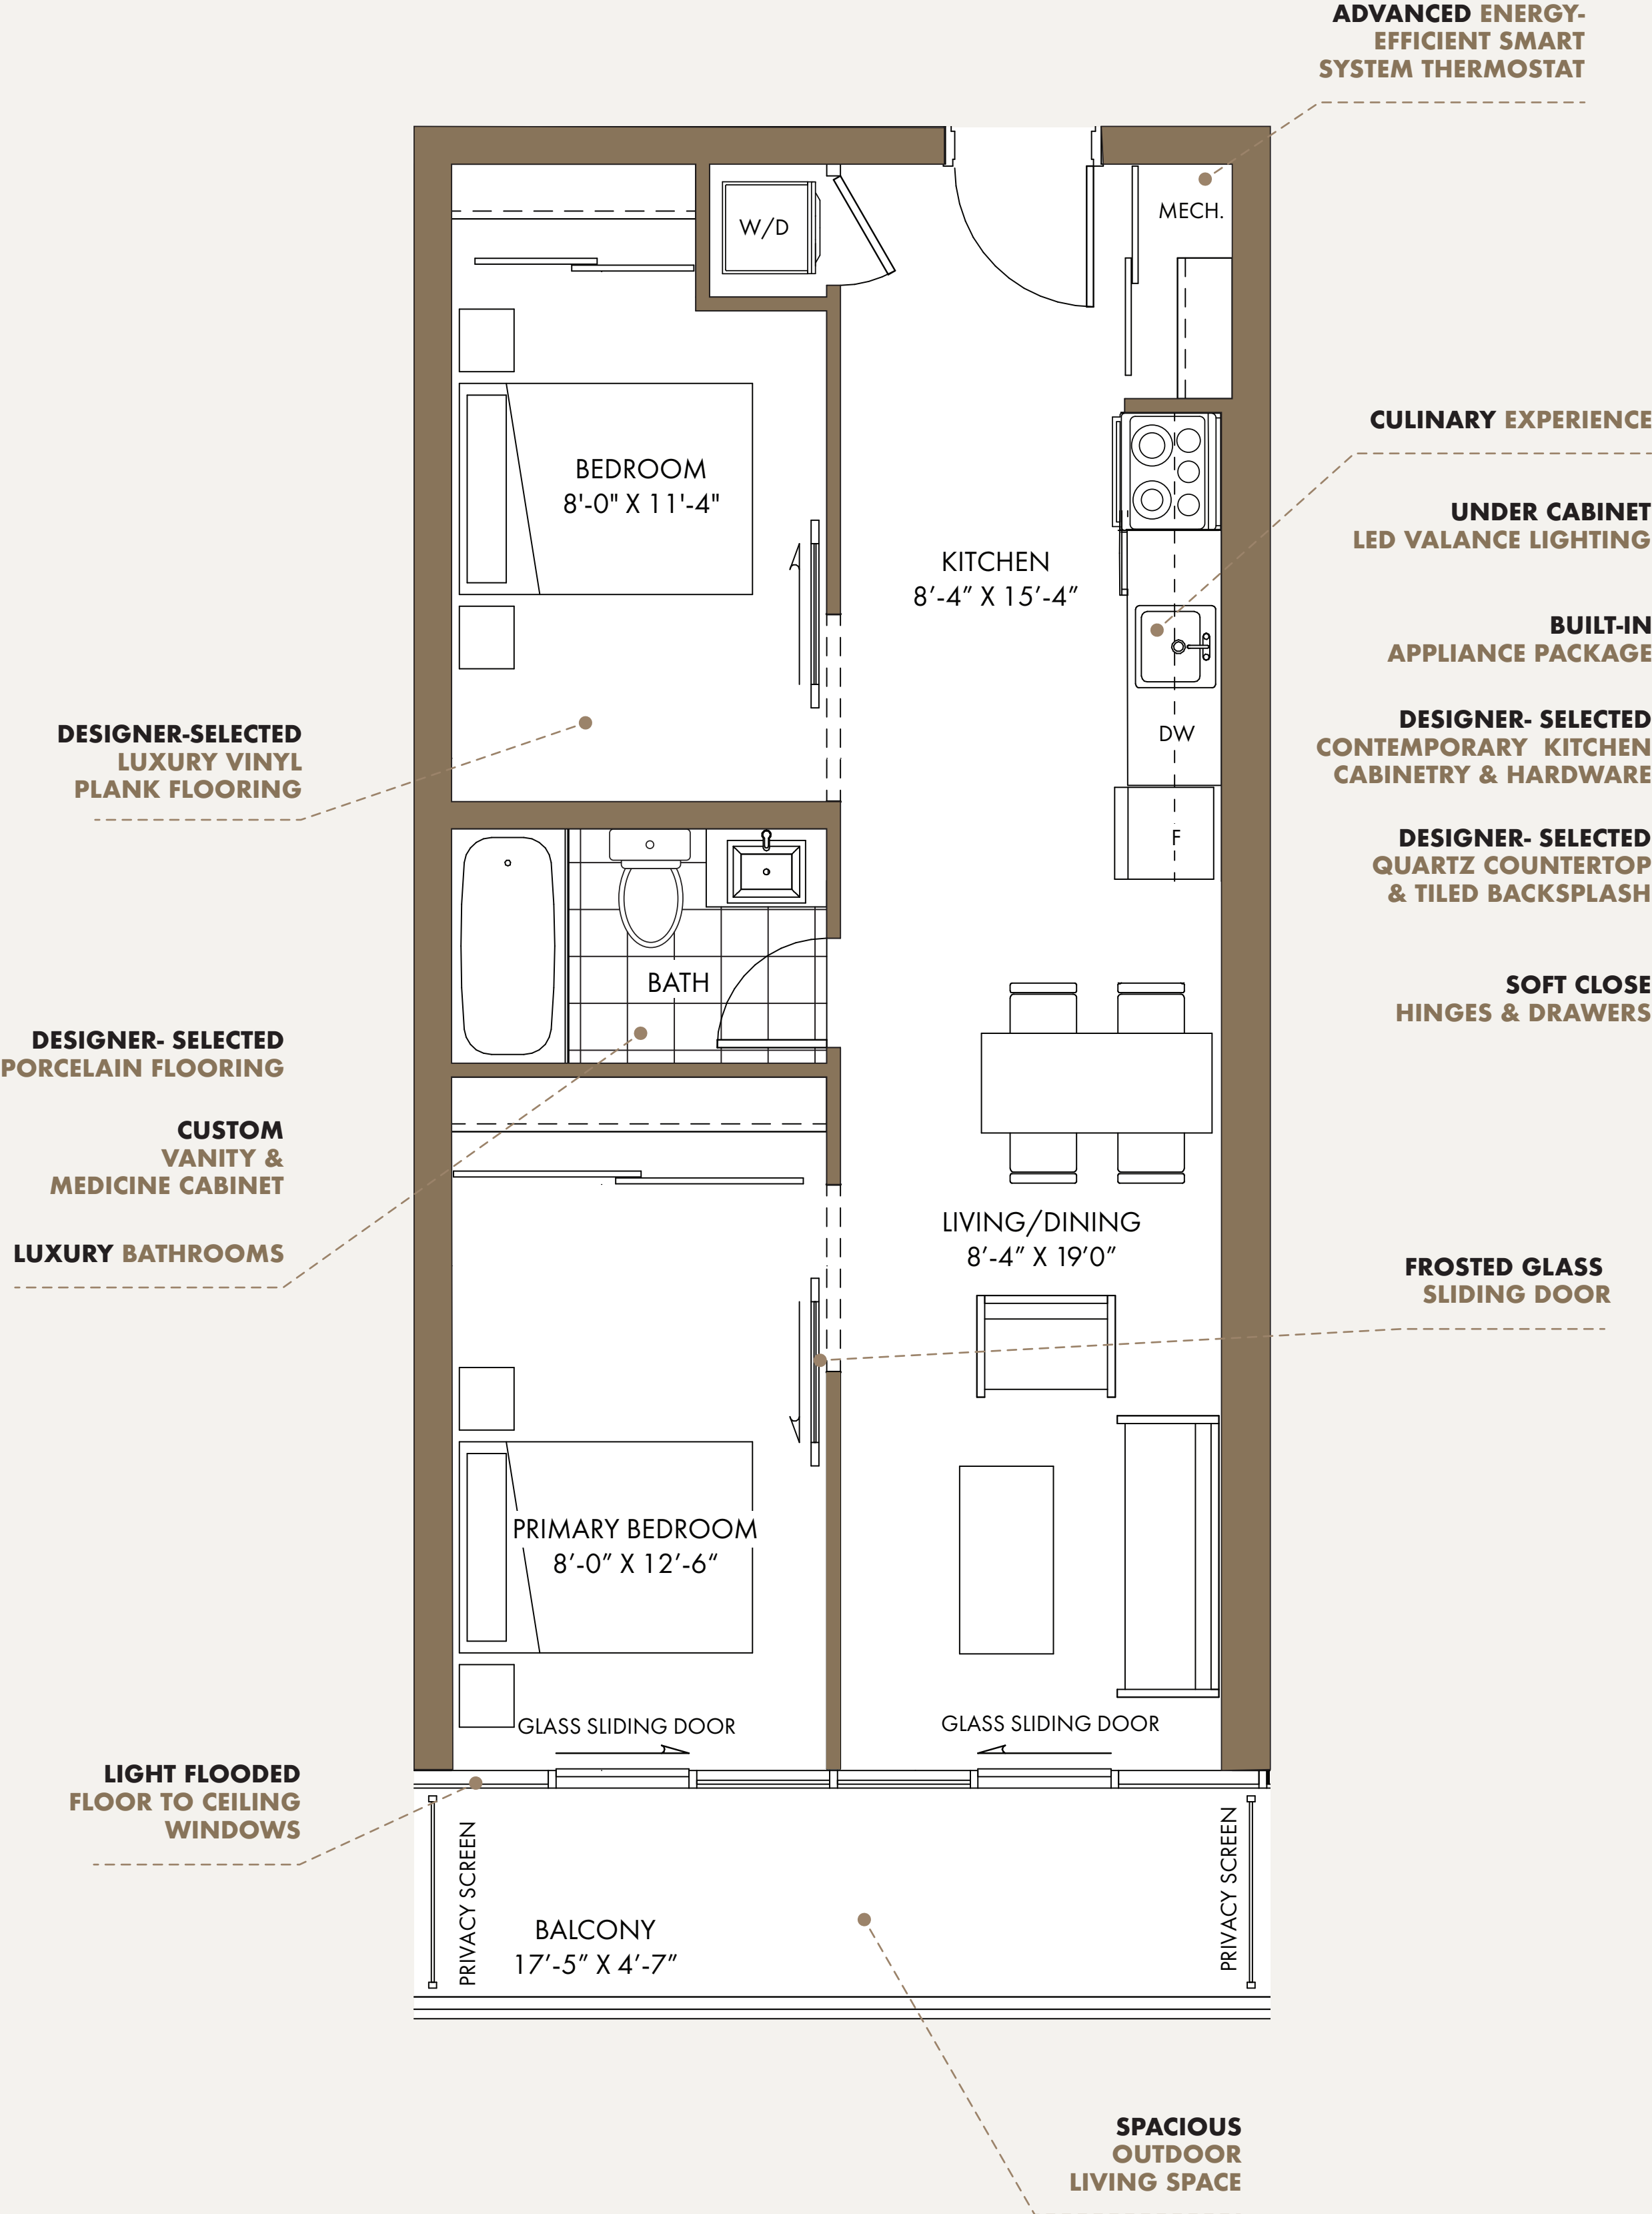 ADVANCED ENERGY-
EFFICIENT SMART
SYSTEM THERMOSTAT
MECH.
W/D
CULINARY EXPERIENCE
BEDROOM
8'-0" X 11'-4"
UNDER CABINET
LED VALANCE LIGHTING
KITCHEN
8’-4” X 15’-4”
BUILT-IN
APPLIANCE PACKAGE
DESIGNER-SELECTED
LUXURY VINYL
PLANK FLOORING
DW
DESIGNER- SELECTED
CONTEMPORARY  KITCHEN
CABINETRY & HARDWARE
F
DESIGNER- SELECTED
QUARTZ COUNTERTOP
& TILED BACKSPLASH
BATH
SOFT CLOSE
HINGES & DRAWERS
DESIGNER- SELECTED
PORCELAIN FLOORING
CUSTOM
VANITY &
MEDICINE CABINET
LUXURY BATHROOMS
LIVING/DINING
8’-4” X 19’0”
FROSTED GLASS
SLIDING DOOR
PRIMARY BEDROOM
8’-0” X 12’-6“
GLASS SLIDING DOOR
GLASS SLIDING DOOR
LIGHT FLOODED
FLOOR TO CEILING
WINDOWS
PRIVACY SCREEN
PRIVACY SCREEN
BALCONY
17’-5” X 4’-7”
SPACIOUS
OUTDOOR
LIVING SPACE